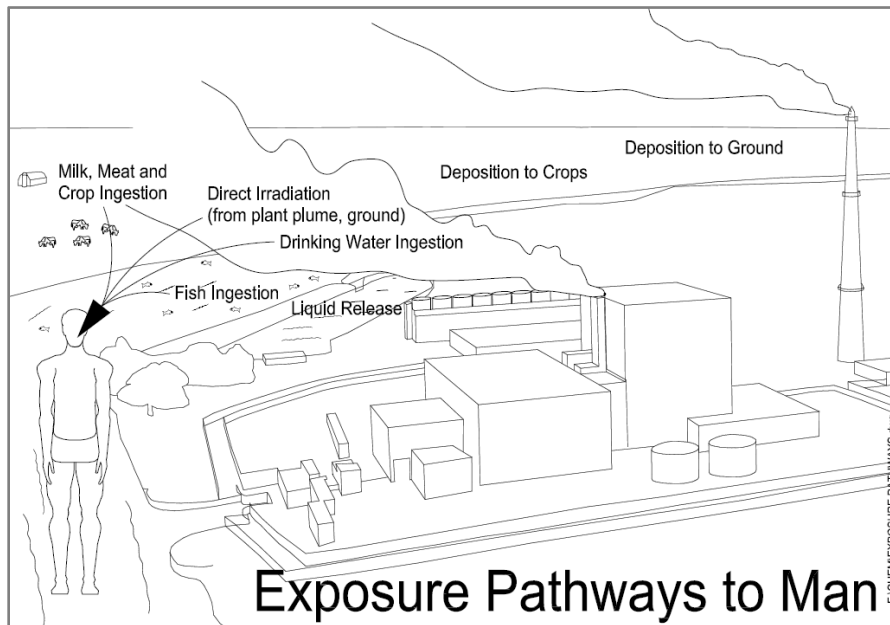 Deposition to Ground
Deposition to Crops
Milk, Meat and
Crop Ingestion
Direct Irradiation
(from plant plume, ground)
Drinking Water Ingestion
Fish Ingestion
Liquid Release
Exposure Pathways to Man